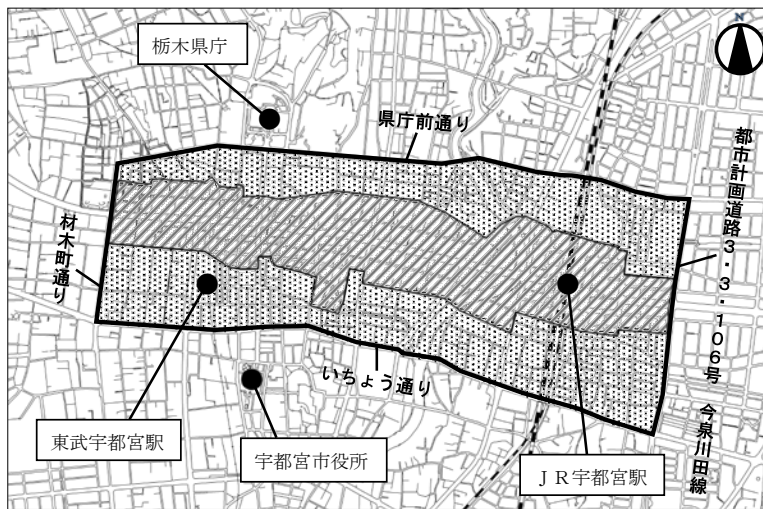 栃木県庁
N
県庁前通り
都市計画道路3・3・106号 今泉川田線
材木町通り
いちょう通り
東武宇都宮駅
宇都宮市役所
JR宇都宮駅